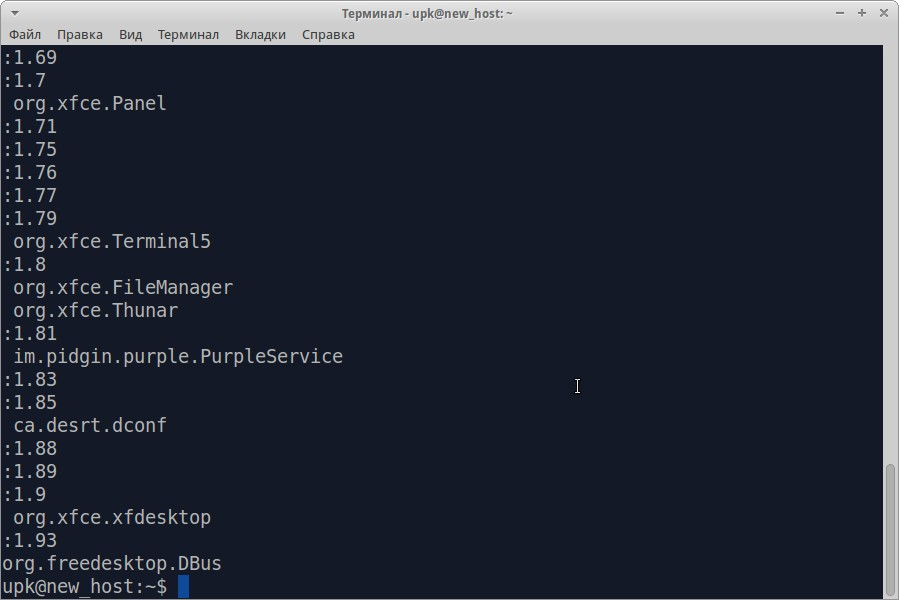 Терминал - upk@new_host: ~
Файл Правка Вид Терминал Вкладки Справка
:1.69
:1.7
 org.xfce.Panel
:1.71
:1.75
:1.76
:1.77
:1.79
 org.xfce.Terminal5
:1.8
 org.xfce.FileManager
 org.xfce.Thunar
:1.81
 im.pidgin.purple.PurpleService
:1.83
:1.85
 ca.desrt.dconf
:1.88
:1.89
:1.9
 org.xfce.xfdesktop
:1.93
org.freedesktop.DBus
upk@new_host:~$